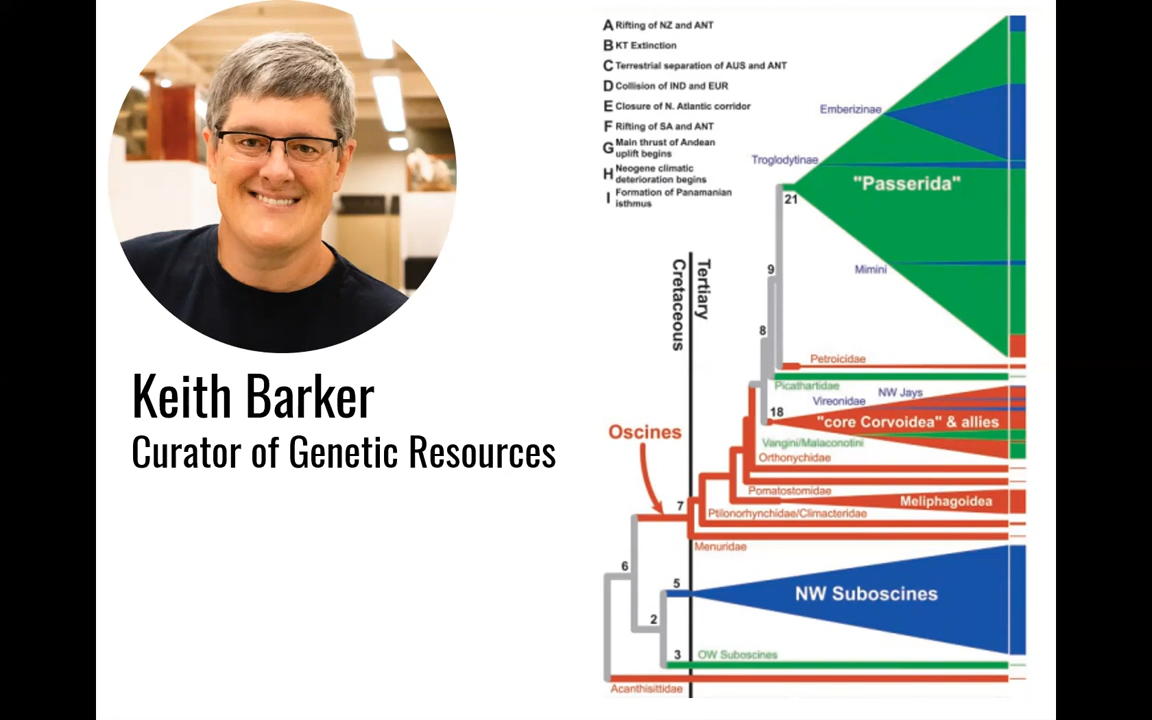 Keith Barker
Curator of Genetic Resources
A Rifting of NZ and ANT
B KT Extinction
C Terrestrial separation of AUS and ANT
D Collision of IND and EUR
E Closure of N. Atlantic corridor
F Rifting of SA and ANT
G Main thrust of Andean
uplift begins
H Neogene climatic
deterioration begins
I Formation of Panamanian
isthmus
Emberizinae
Troglodytinae
"Passerida"
21
Cretaceous
Tertiary
9
Mimini
8
Petroicidae
Picathartidae
NW Jays
Vireonidae
18
"core Corvoidea" & allies
Oscines
Vangini/Malaconotini
Orthonychidae
Pomatostomidae
Meliphagoidea
7
Ptilonorhynchidae/Climacteridae
Menuridae
6
5
NW Suboscines
2
3
OW Suboscines
Acanthisittidae